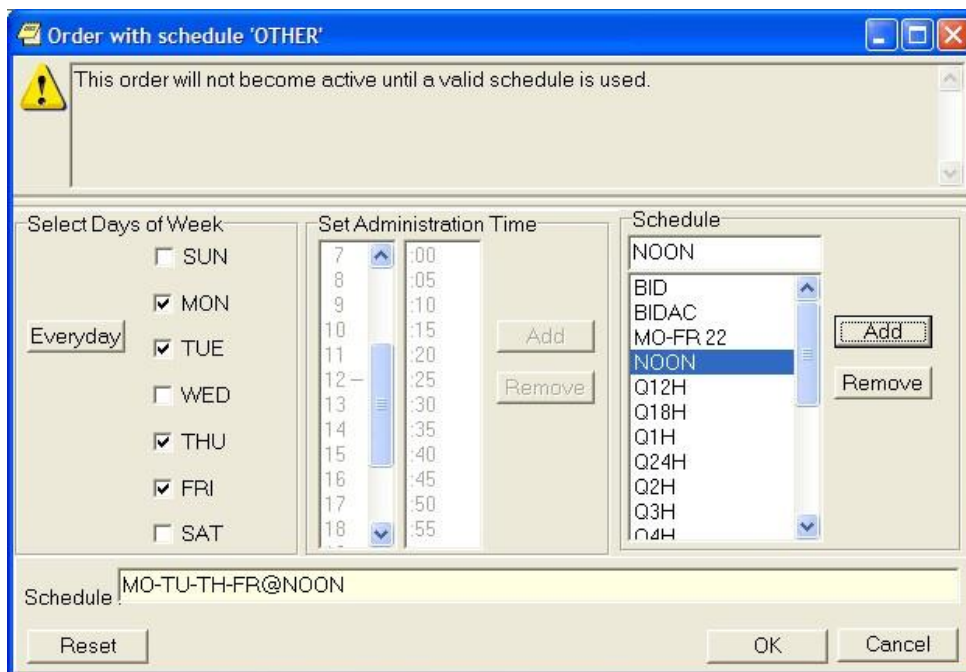 Order with schedule 'OTHER'
This order will not become active until a valid schedule is used.
Select Days of Week
SUN
MON
Everyday
TUE
WED
THU
FRI
SAT
Set Administration Time
7 :00
8 :05
9 :10
10 :15
11 :20
12 – :25
13 :30
14 :35
15 :40
16 :45
17 :50
18 :55
Add
Remove
Schedule
NOON
BID
BIDAC
MO-FR 22
NOON
Q12H
Q18H
Q1H
Q24H
Q2H
Q3H
Q4H
Add
Remove
Schedule :
MO-TU-TH-FR@NOON
Reset
OK
Cancel